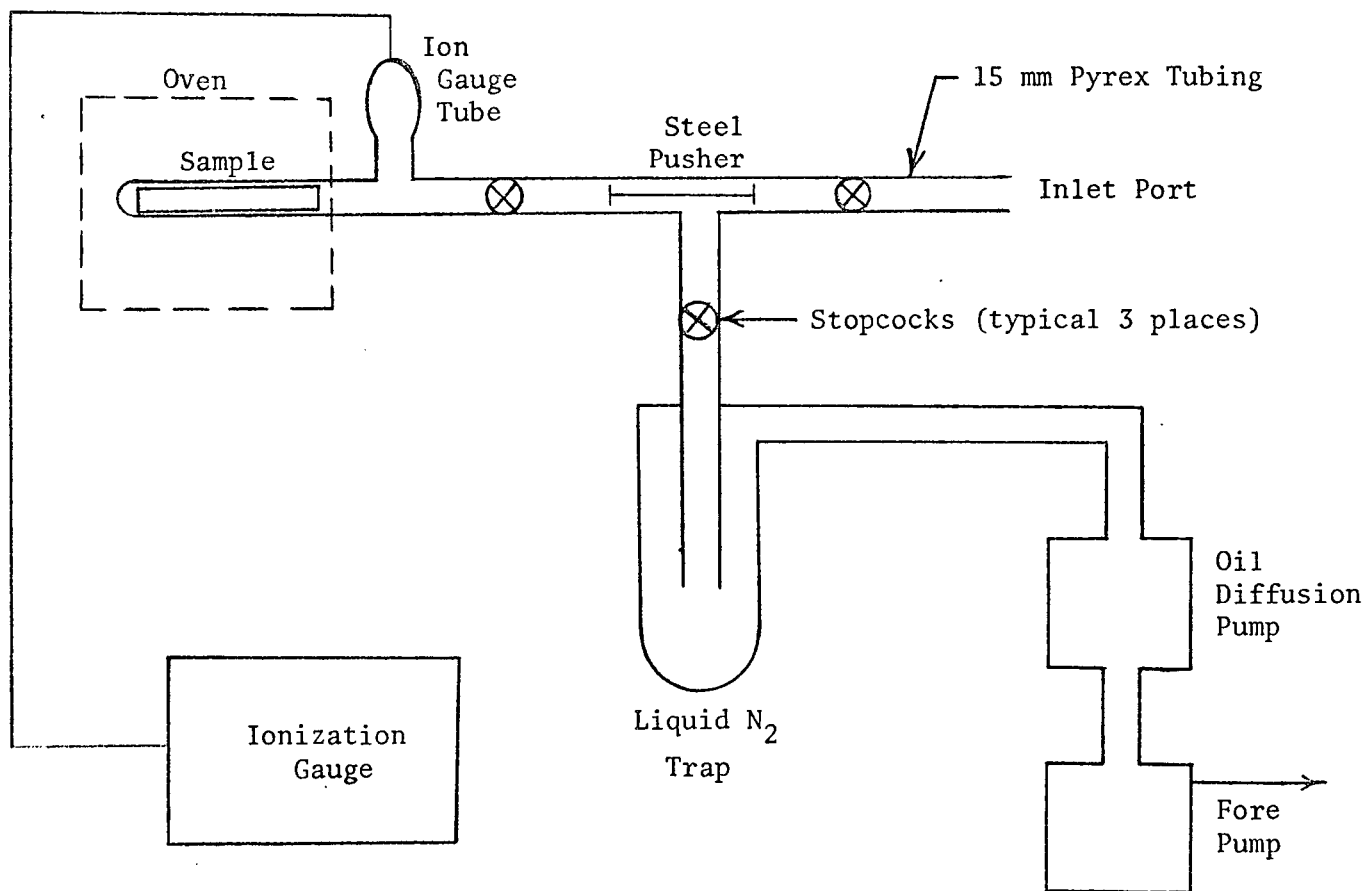 Ion
Gauge
Tube
Oven
Sample
Steel
Pusher
15 mm Pyrex Tubing
Inlet Port
Stopcocks (typical 3 places)
Oil
Diffusion
Pump
Liquid N2
Trap
Ionization
Gauge
Fore
Pump